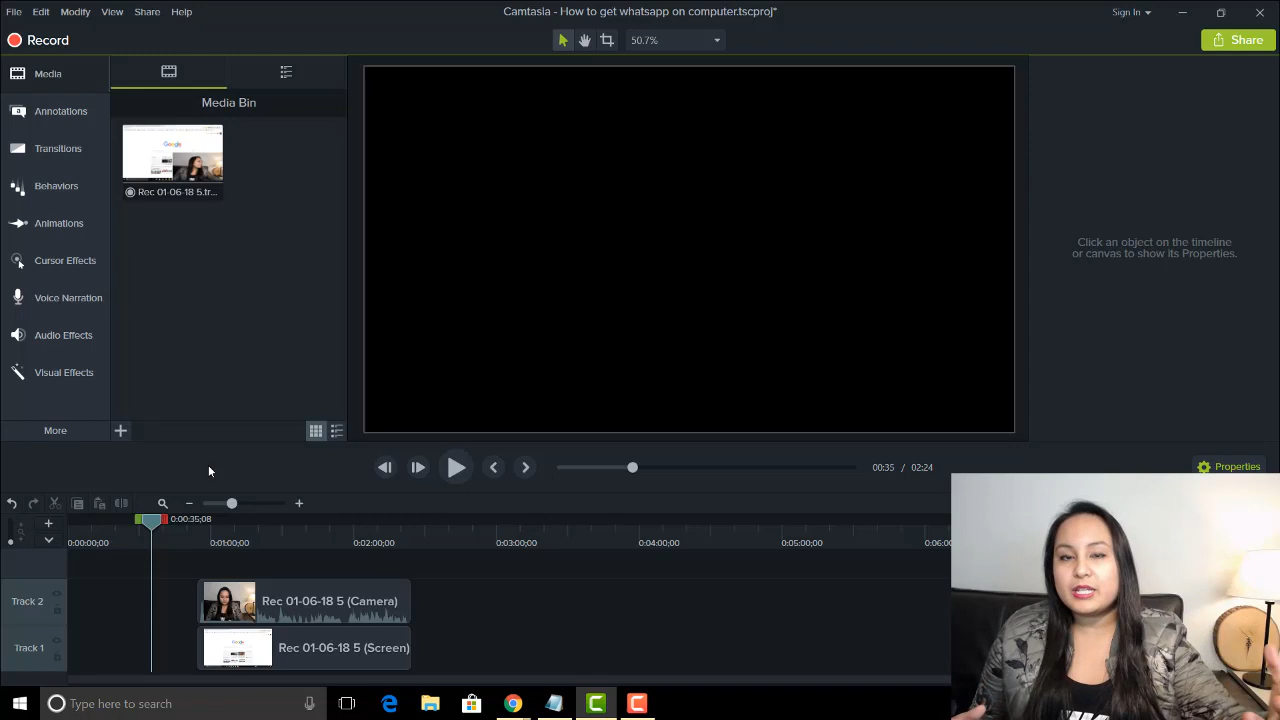 File Edit Modify View Share Help
Camtasia - How to get whatsapp on computer.tscproj*
Sign In
Record
50.7%
Share
Media
Annotations
Transitions
Behaviors
Animations
Cursor Effects
Voice Narration
Audio Effects
Visual Effects
More
Media Bin
Google
Rec 01-06-18 5.tr...
Click an object on the timeline
or canvas to show its Properties.
00:35 / 02:24
Properties
0:00:35;08
0:00:00;00 0:01:00;00 0:02:00;00 0:03:00;00 0:04:00;00 0:05:00;00 0:06:0
Track 2
Rec 01-06-18 5 (Camera)
Track 1
Rec 01-06-18 5 (Screen)
Type here to search